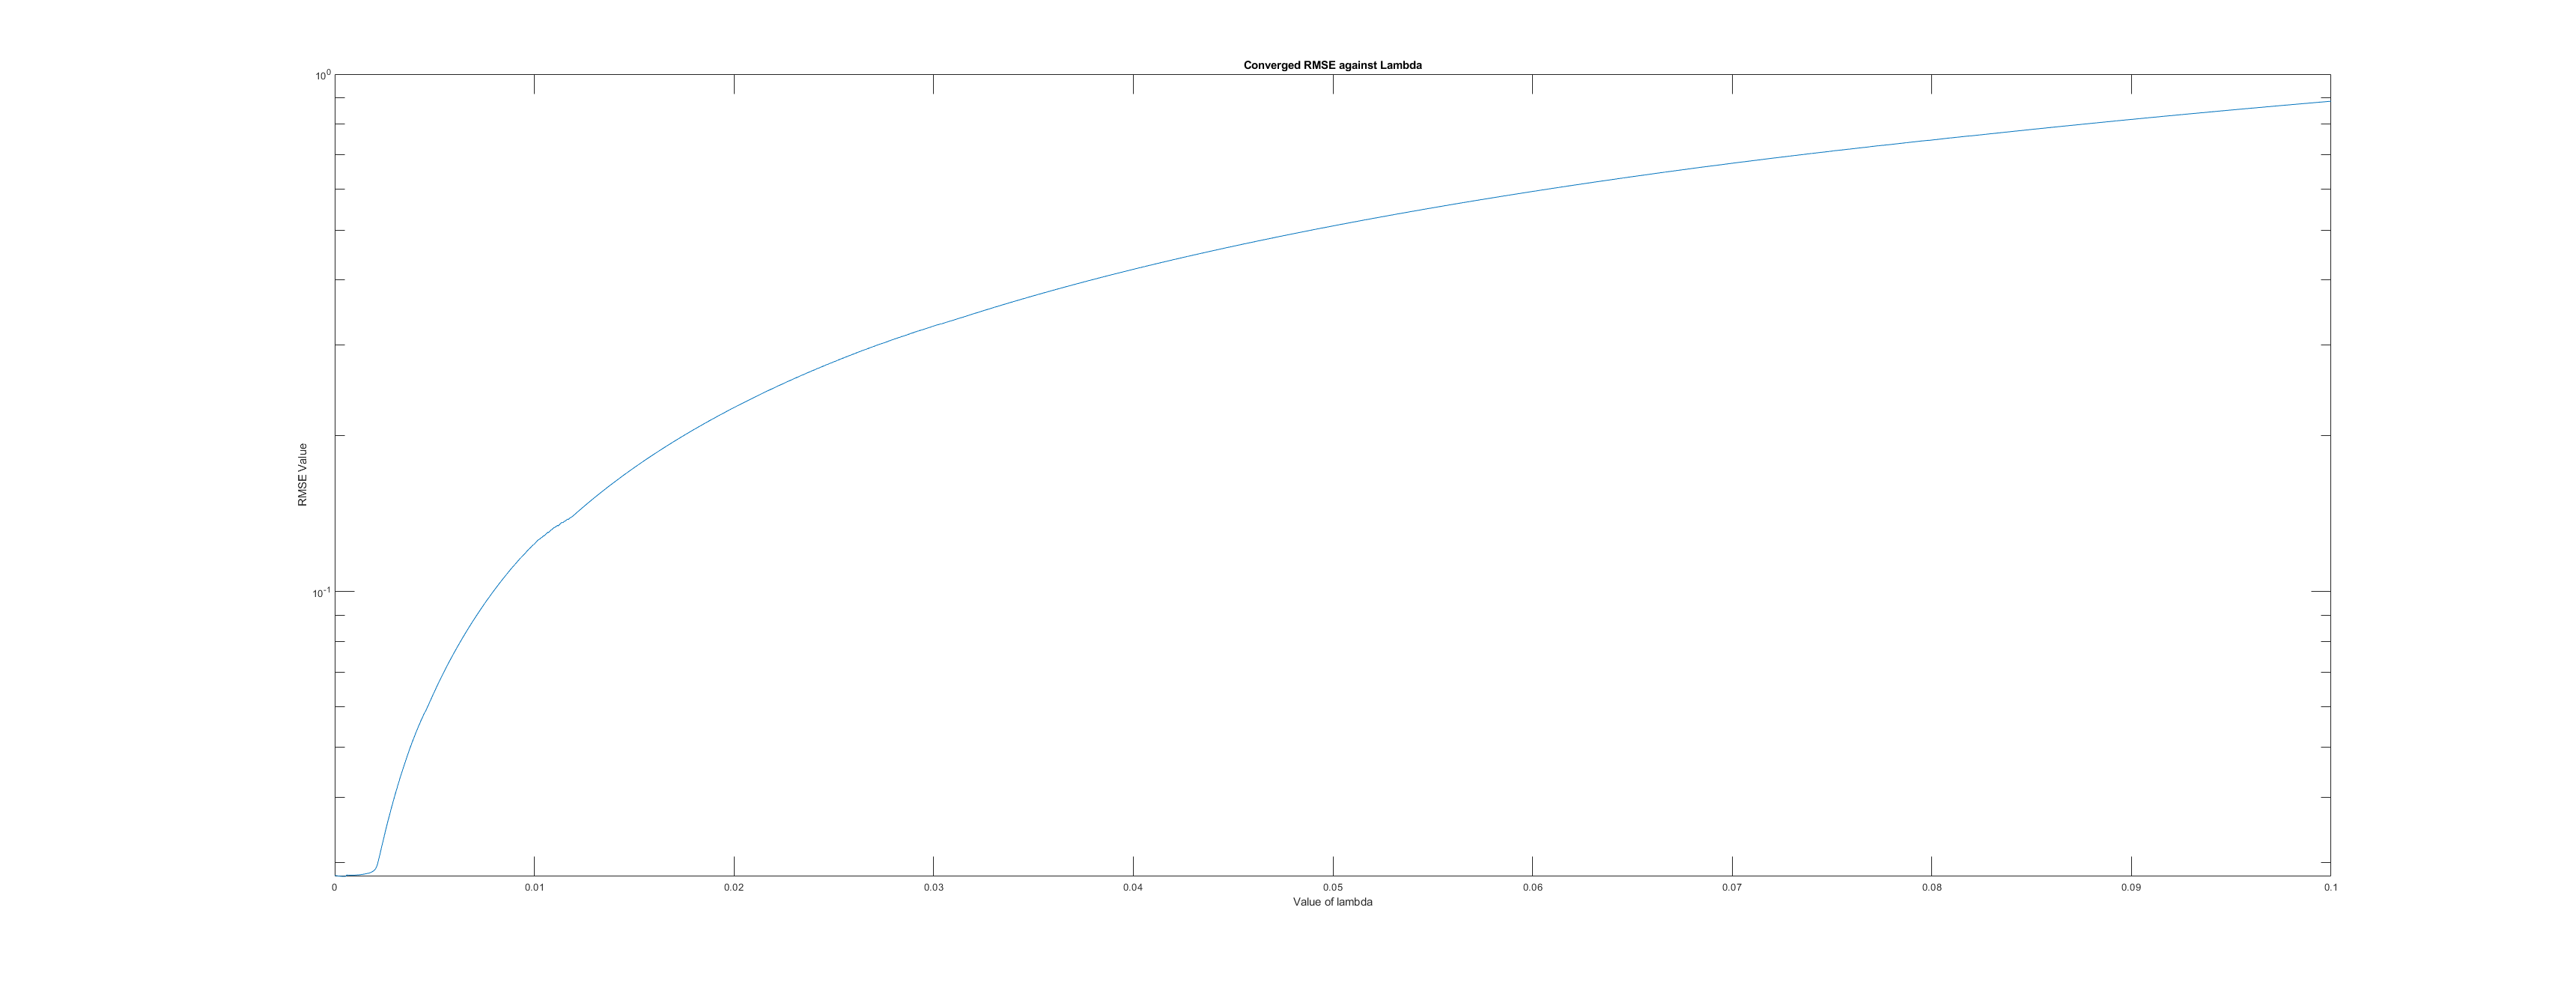 Converged RMSE against Lambda
10^0
10^-1
RMSE Value
0 0.01 0.02 0.03 0.04 0.05 0.06 0.07 0.08 0.09 0.1
Value of lambda